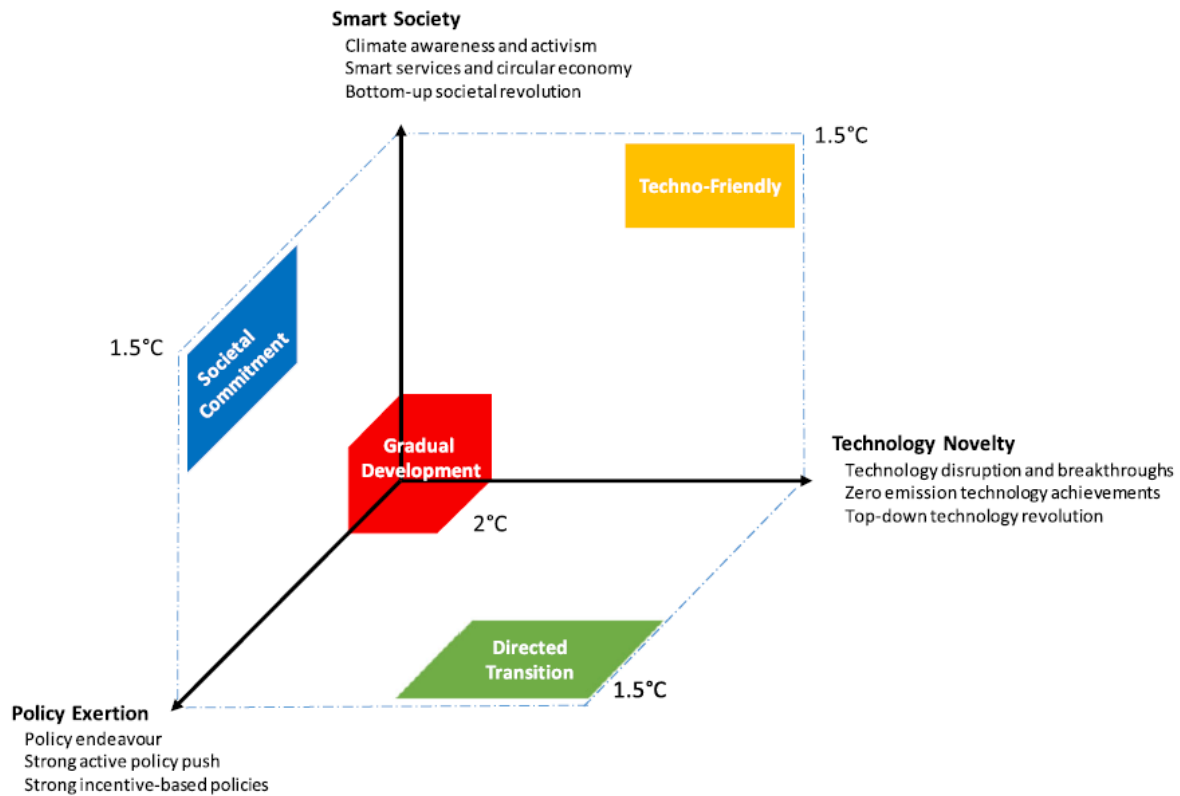 Smart Society
Climate awareness and activism
Smart services and circular economy
Bottom-up societal revolution
1.5°C
Techno-Friendly
1.5°C
Societal
Commitment
Gradual
Development
2°C
Technology Novelty
Technology disruption and breakthroughs
Zero emission technology achievements
Top-down technology revolution
Directed
Transition
1.5°C
Policy Exertion
Policy endeavour
Strong active policy push
Strong incentive-based policies